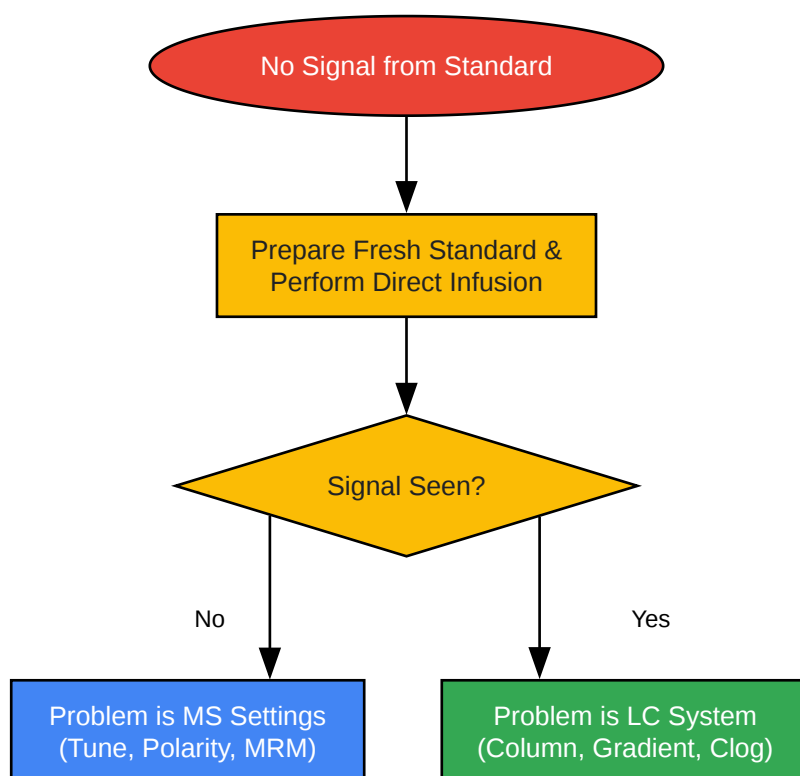 No Signal from Standard
Prepare Fresh Standard &
Perform Direct Infusion
Signal Seen?
No
Yes
Problem is MS Settings
(Tune, Polarity, MRM)
Problem is LC System
(Column, Gradient, Clog)